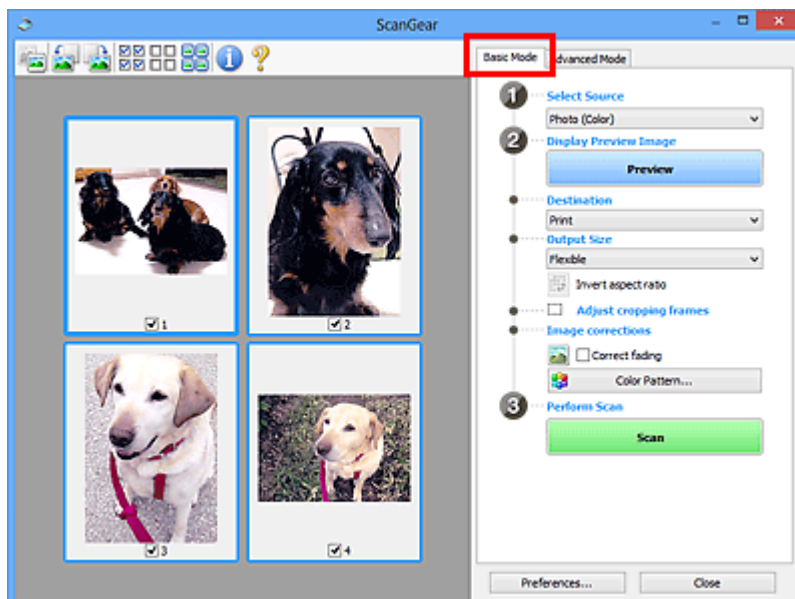 ScanGear
Basic Mode
Advanced Mode
1 Select Source
Photo (Color)
2 Display Preview Image
Preview
Destination
Print
Output Size
Flexible
Invert aspect ratio
Adjust cropping frames
Image corrections
Correct fading
Color Pattern...
3 Perform Scan
Scan
1
2
3
4
Preferences...
Close